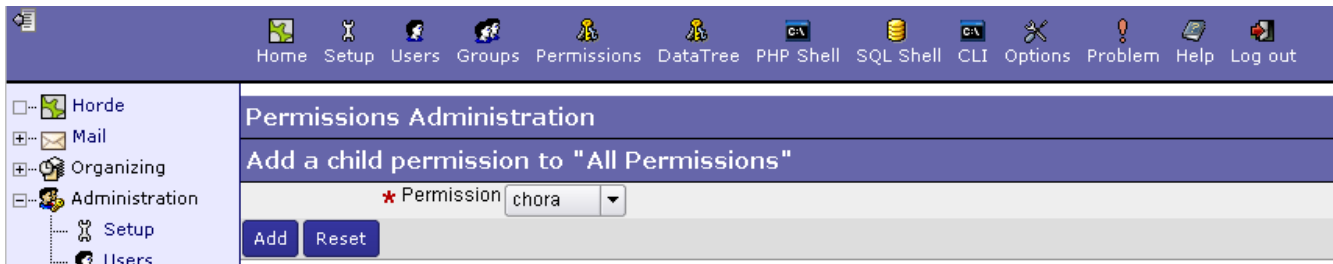 Home Setup Users Groups Permissions DataTree PHP Shell SQL Shell CLI Options Problem Help Log out
Horde
Mail
Organizing
Administration
Setup
Users
Permissions Administration
Add a child permission to "All Permissions"
* Permission chora
Add Reset